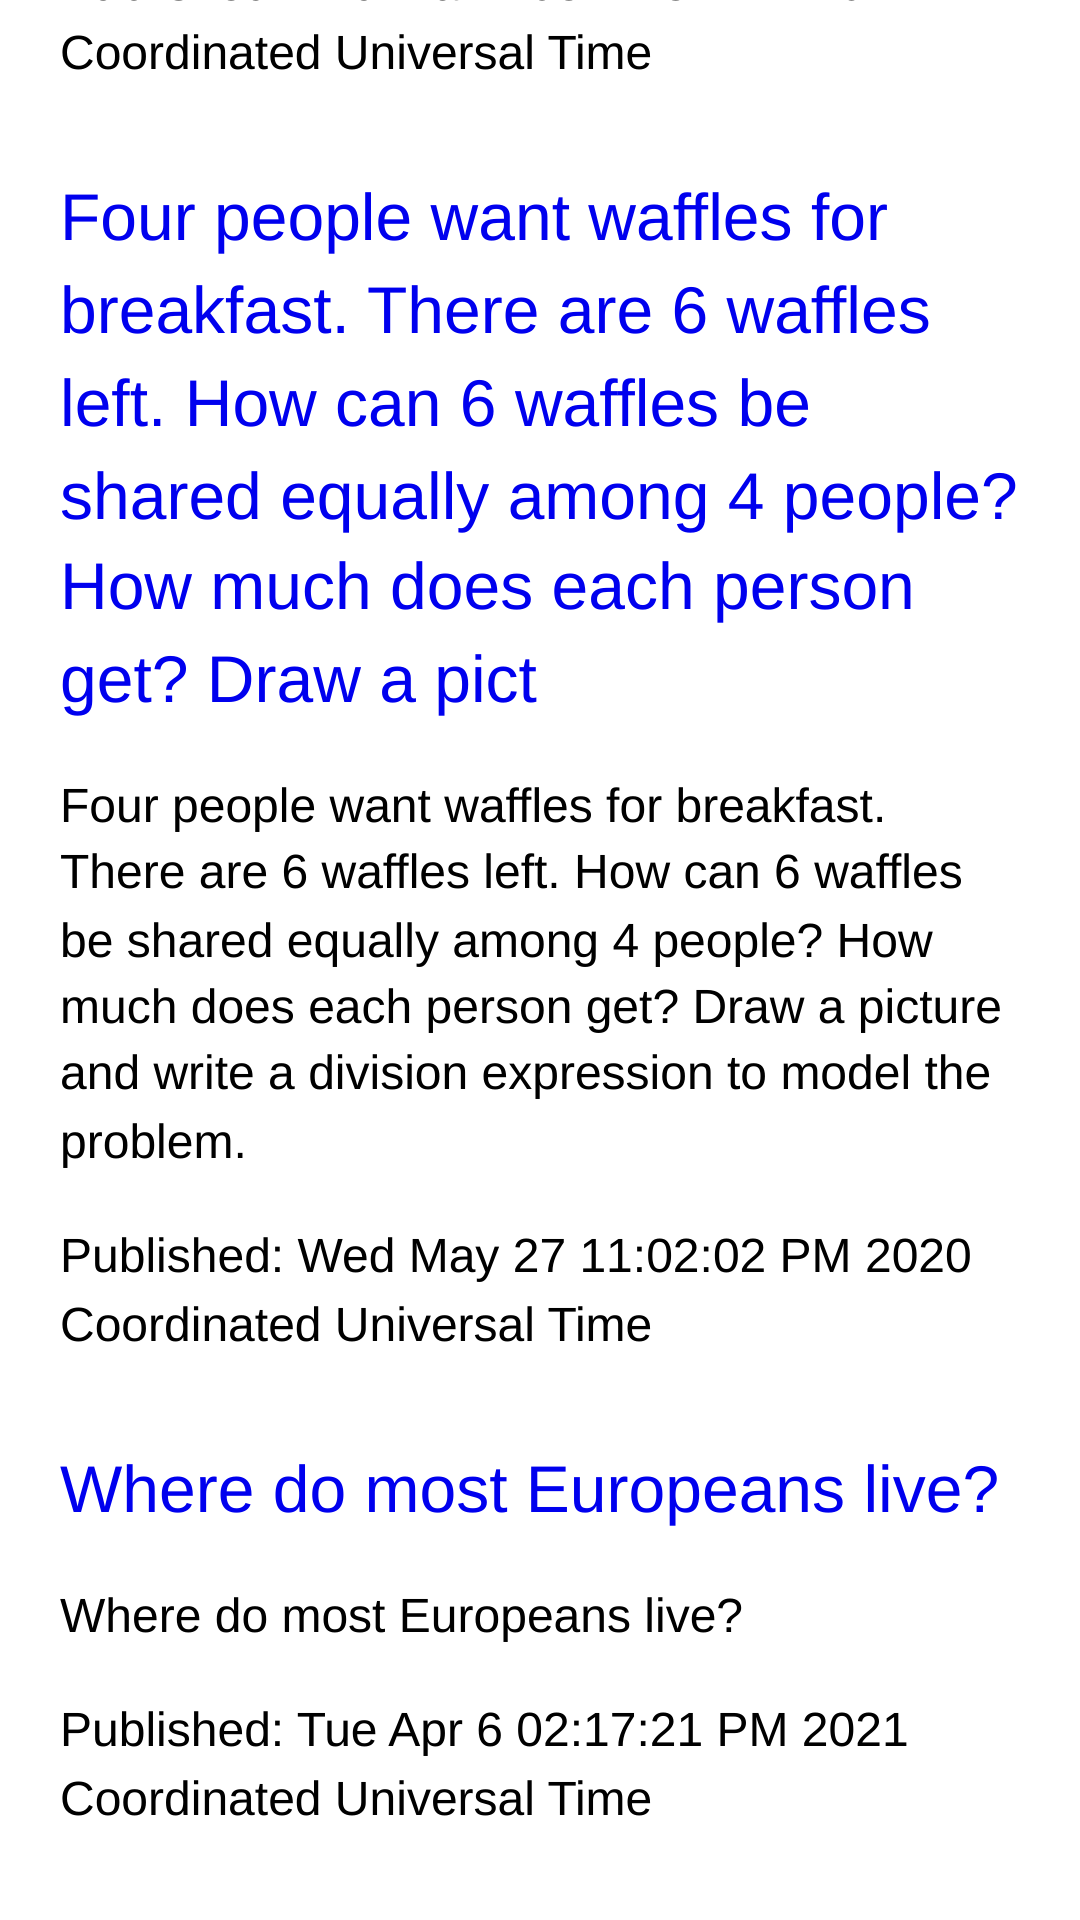 Coordinated Universal Time
Four people want waffles for
breakfast. There are 6 waffles
left. How can 6 waffles be
shared equally among 4 people?
How much does each person
get? Draw a pict
Four people want waffles for breakfast.
There are 6 waffles left. How can 6 waffles
be shared equally among 4 people? How
much does each person get? Draw a picture
and write a division expression to model the
problem.
Published: Wed May 27 11:02:02 PM 2020
Coordinated Universal Time
Where do most Europeans live?
Where do most Europeans live?
Published: Tue Apr 6 02:17:21 PM 2021
Coordinated Universal Time